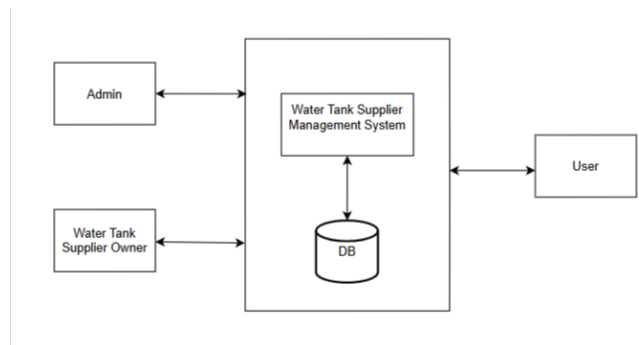 Admin
Water Tank Supplier
Management System
User
Water Tank
Supplier Owner
DB